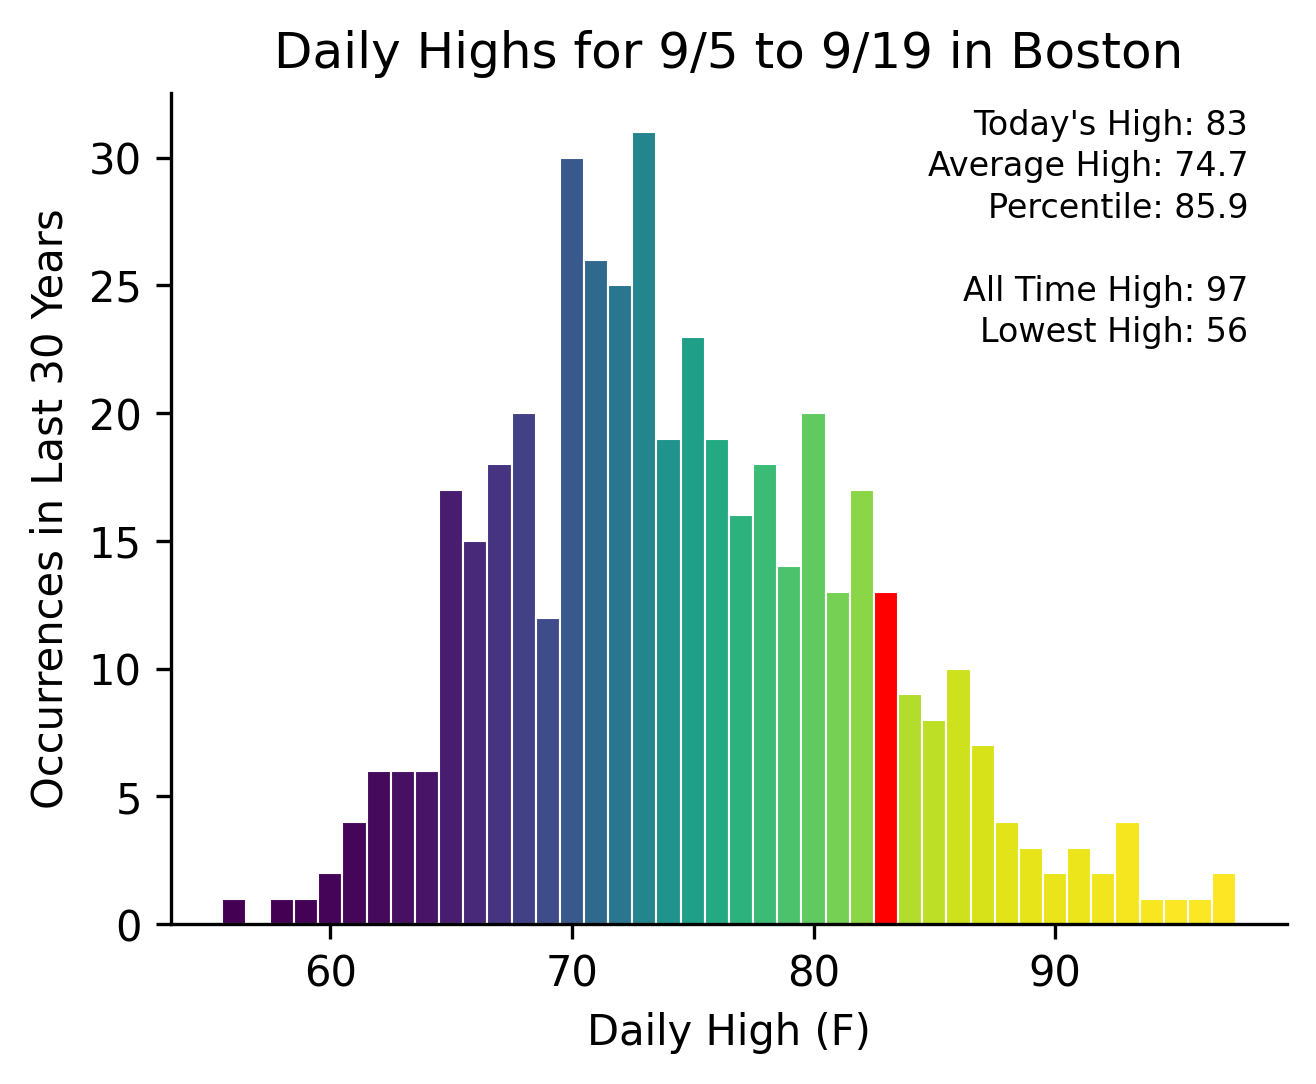 Daily Highs for 9/5 to 9/19 in Boston
Today's High: 83
Average High: 74.7
Percentile: 85.9
All Time High: 97
Lowest High: 56
Occurrences in Last 30 Years
30
25
20
15
10
5
0
60 70 80 90
Daily High (F)